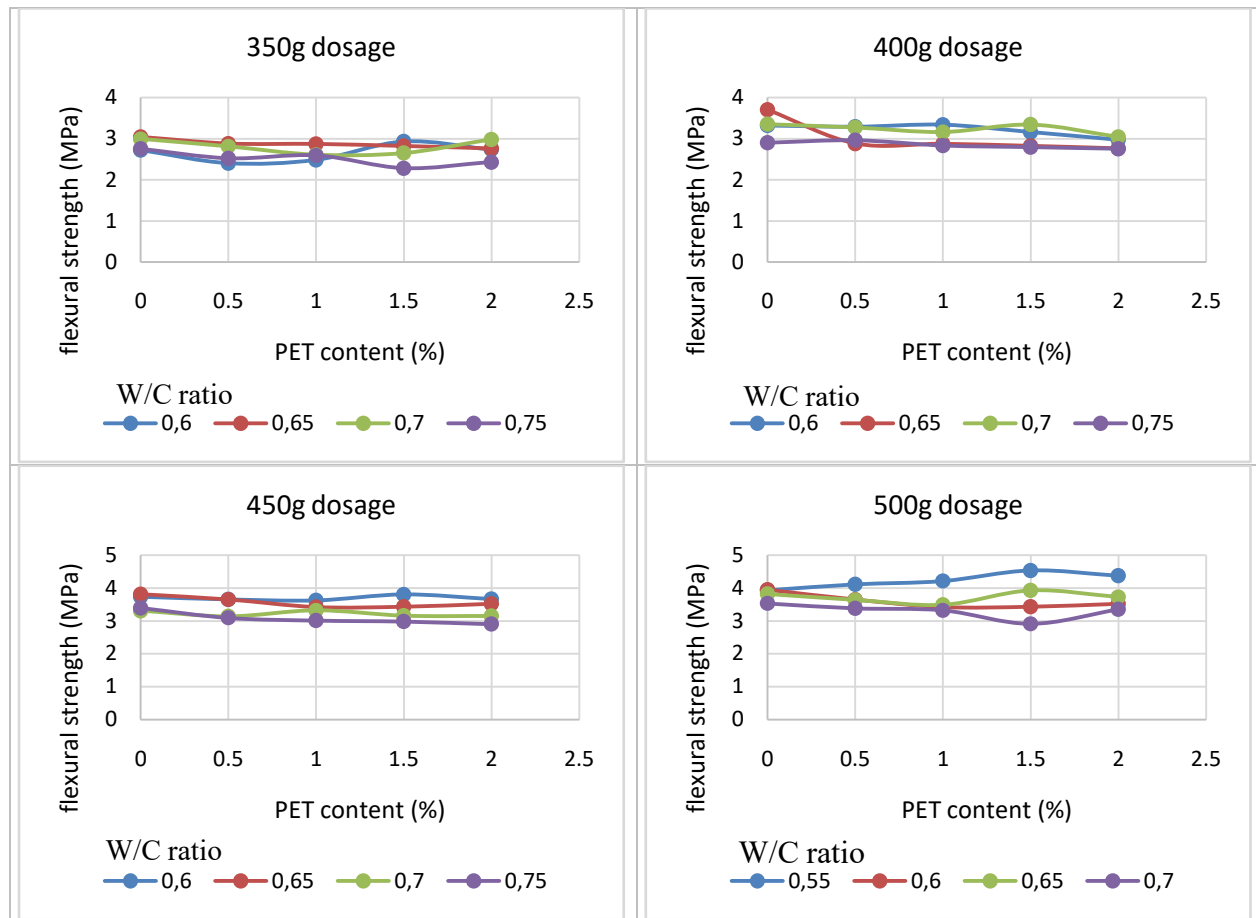 350g dosage
flexural strength (MPa)
4
3
2
1
0
0 0.5 1 1.5 2 2.5
PET content (%)
W/C ratio
0,6 0,65 0,7 0,75
400g dosage
flexural strength (MPa)
4
3
2
1
0
0 0.5 1 1.5 2 2.5
PET content (%)
W/C ratio
0,6 0,65 0,7 0,75
450g dosage
flexural strength (MPa)
5
4
3
2
1
0
0 0.5 1 1.5 2 2.5
PET content (%)
W/C ratio
0,6 0,65 0,7 0,75
500g dosage
flexural strength (MPa)
5
4
3
2
1
0
0 0.5 1 1.5 2 2.5
PET content (%)
W/C ratio
0,55 0,6 0,65 0,7